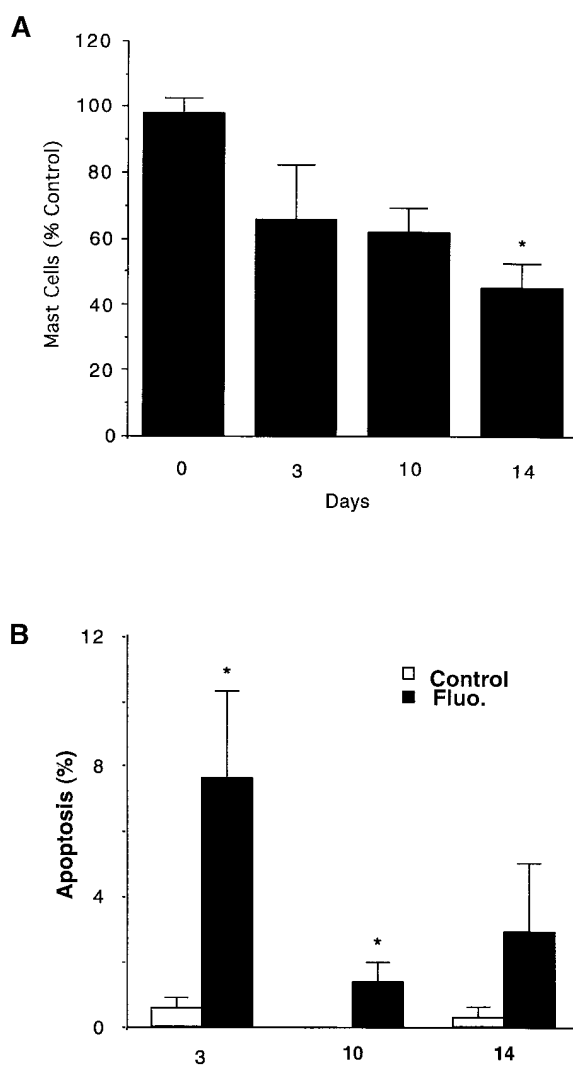 A
120
100
80
60
40
20
0
Mast Cells (% Control)
*
0 3 10 14
Days
B
12
8
4
0
Apoptosis (%)
*
*
Control
Fluo.
3 10 14